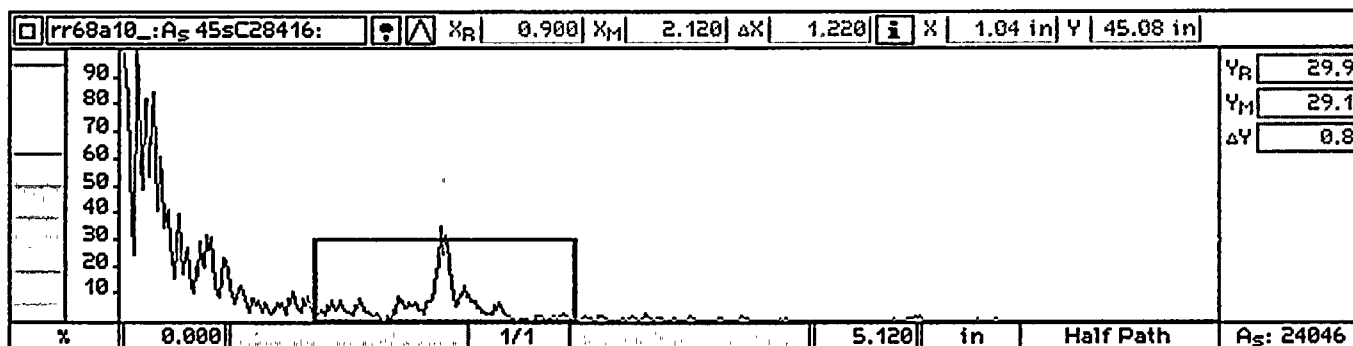 rr68a10_:As 45sC28416: XR 0.900 XM 2.120 ΔX 1.220 i X 1.04 in Y 45.08 in
YR 29.9
YM 29.1
ΔY 0.8
90
80
70
60
50
40
30
20
10
% 0.000 1/1 5.120 in Half Path As: 24046